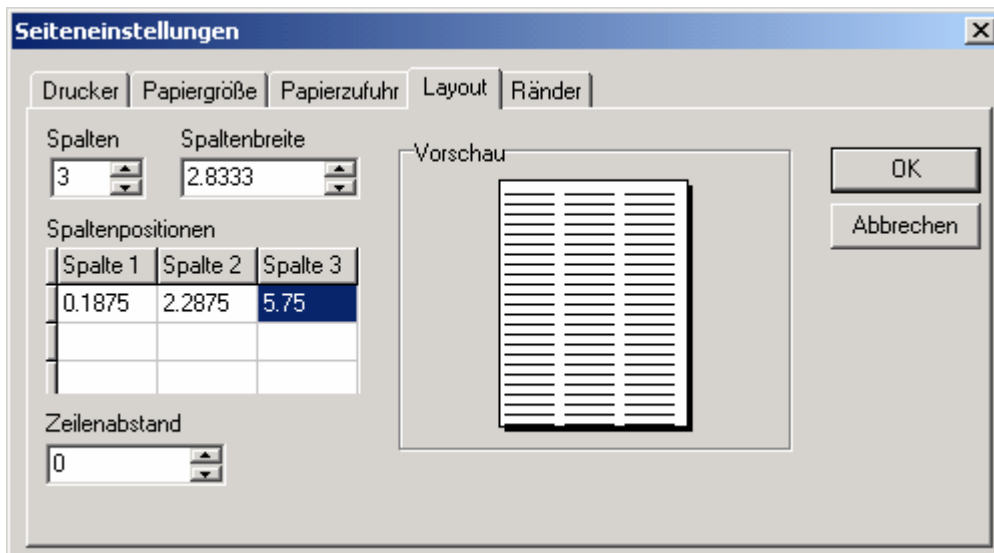 Seiteneinstellungen
Drucker Papiergröße Papierzufuhr Layout Ränder
Spalten Spaltenbreite
3 2.8333
Spaltenpositionen
Spalte 1 Spalte 2 Spalte 3
0.1875 2.2875 5.75
Zeilenabstand
0
Vorschau
OK
Abbrechen